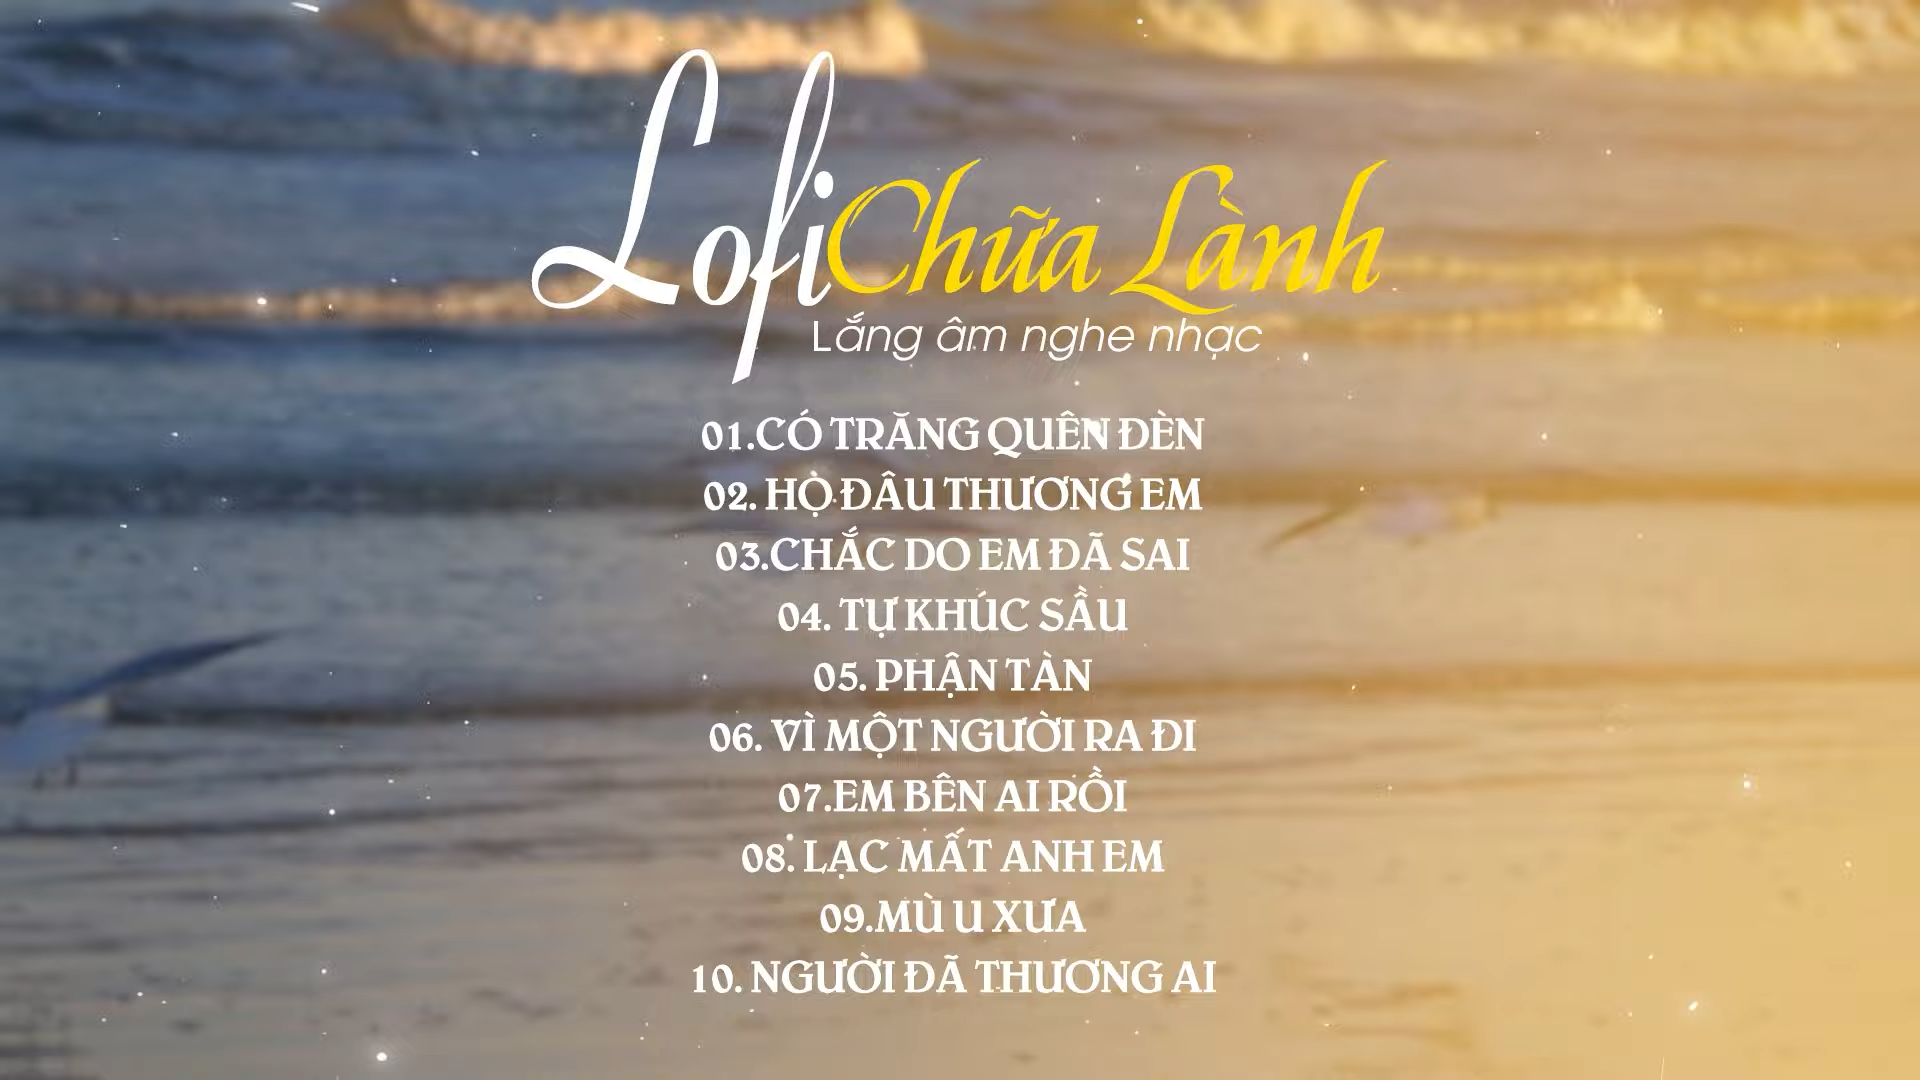 Lofi Chữa Lành
Lắng âm nghe nhạc
01.CÓ TRĂNG QUÊN ĐÈN
02. HỌ ĐÂU THƯƠNG EM
03.CHẮC DO EM ĐÃ SAI
04. TỰ KHÚC SẦU
05. PHẬN TÀN
06. VÌ MỘT NGƯỜI RA ĐI
07.EM BÊN AI RỒI
08. LẠC MẤT ANH EM
09.MÙ U XƯA
10. NGƯỜI ĐÃ THƯƠNG AI